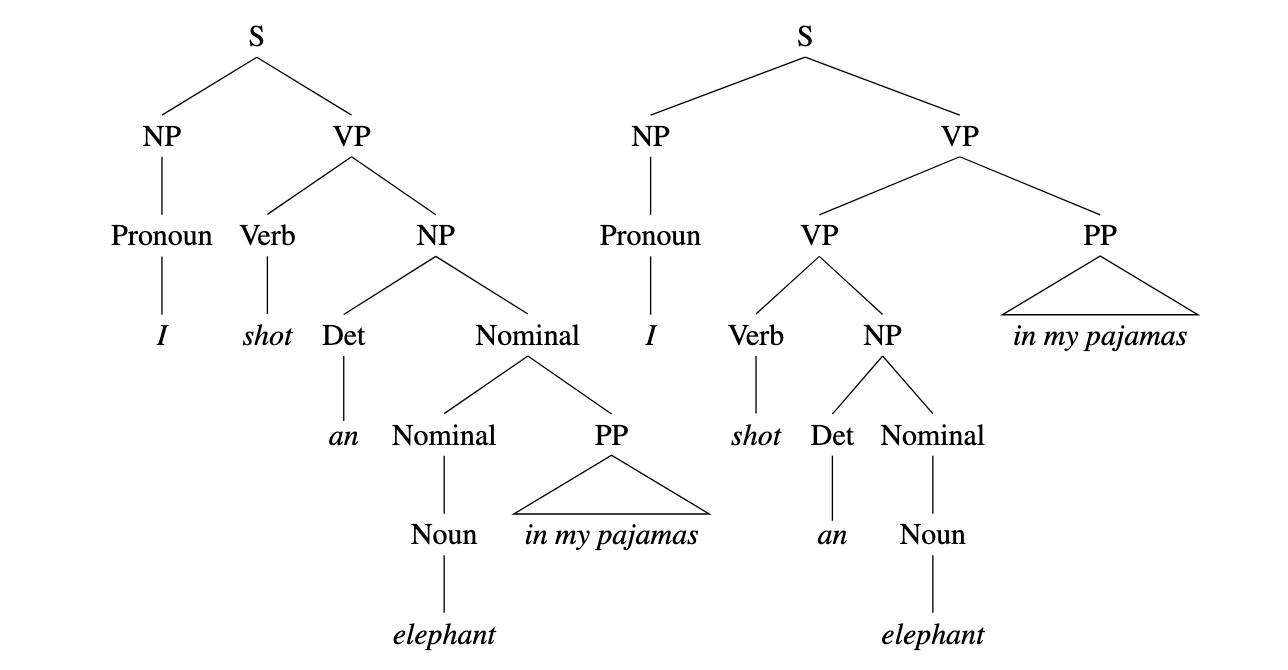 S S
NP VP NP VP
Pronoun Verb NP Pronoun VP PP
I shot Det Nominal I Verb NP in my pajamas
an Nominal PP shot Det Nominal
Noun in my pajamas an Noun
elephant elephant